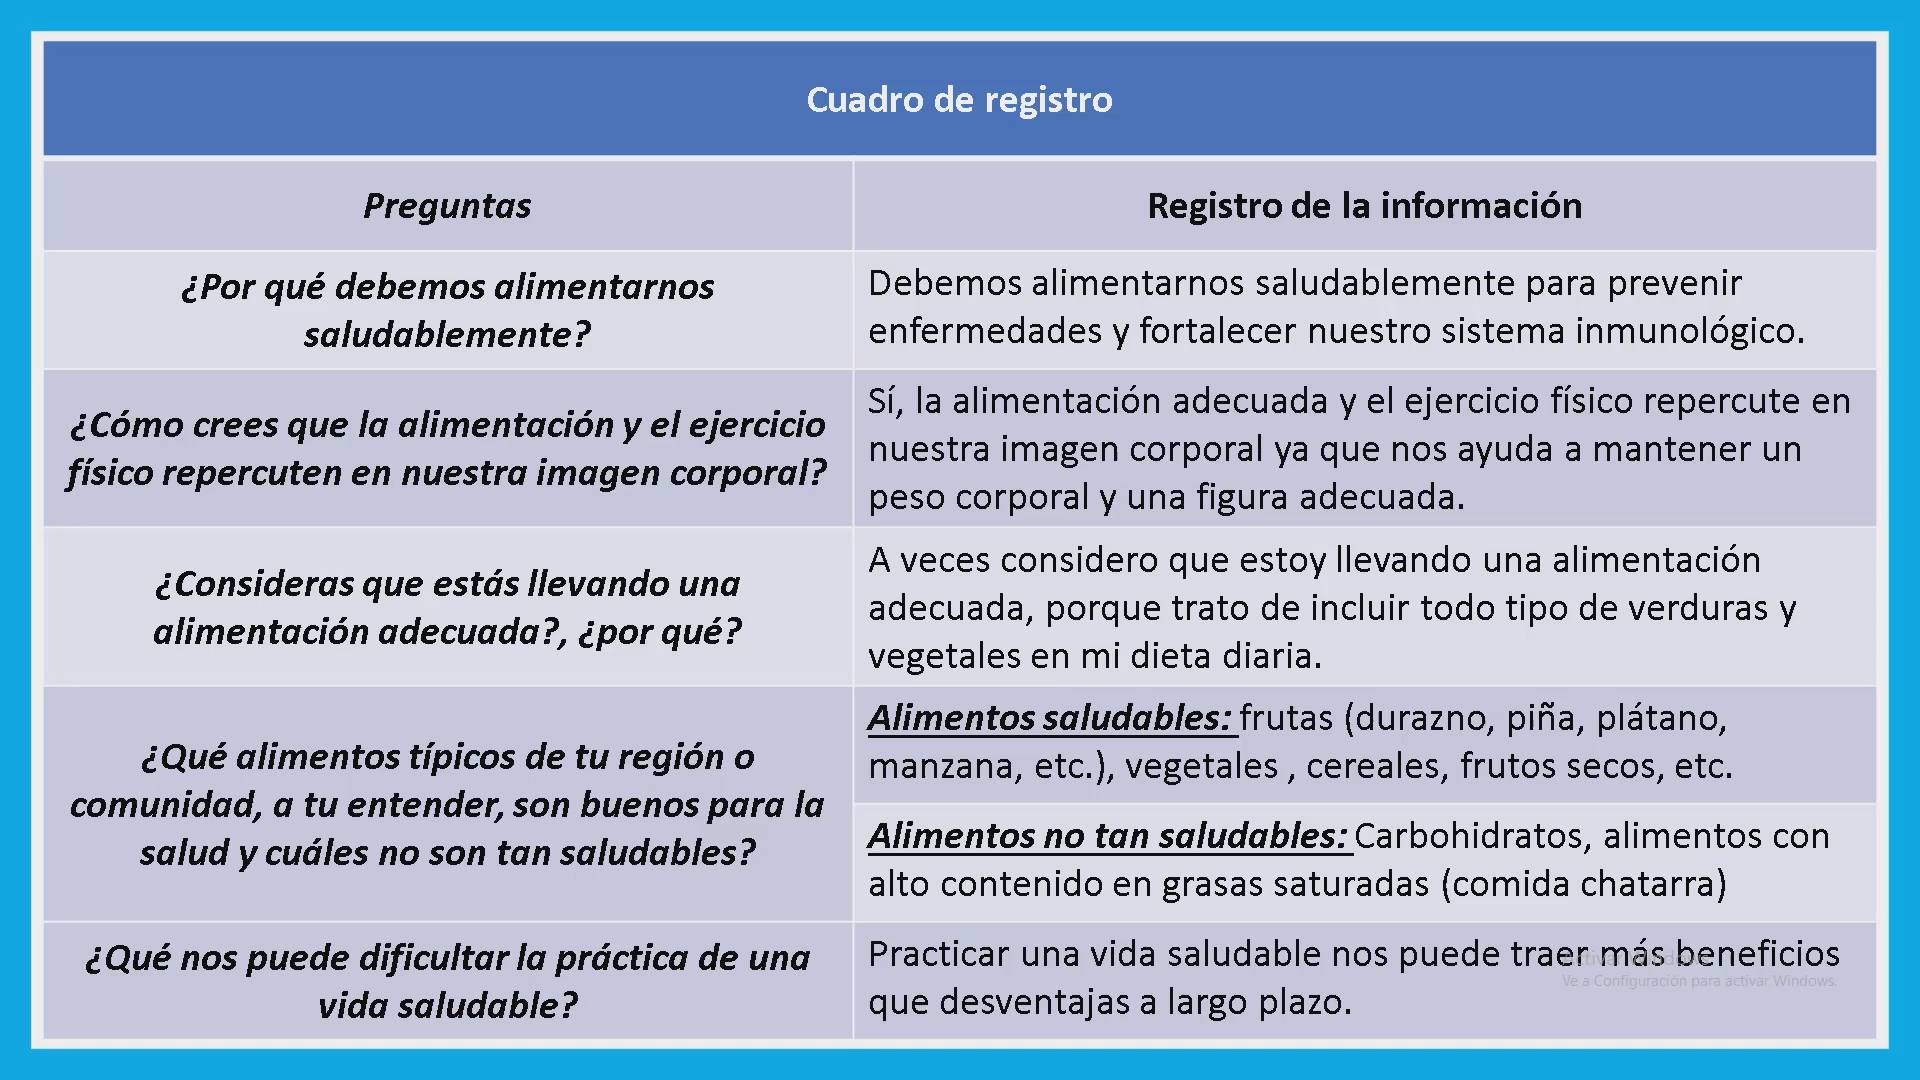 Cuadro de registro
Preguntas
Registro de la información
¿Por qué debemos alimentarnos
saludablemente?
Debemos alimentarnos saludablemente para prevenir
enfermedades y fortalecer nuestro sistema inmunológico.
¿Cómo crees que la alimentación y el ejercicio
físico repercuten en nuestra imagen corporal?
Sí, la alimentación adecuada y el ejercicio físico repercute en
nuestra imagen corporal ya que nos ayuda a mantener un
peso corporal y una figura adecuada.
¿Consideras que estás llevando una
alimentación adecuada?, ¿por qué?
A veces considero que estoy llevando una alimentación
adecuada, porque trato de incluir todo tipo de verduras y
vegetales en mi dieta diaria.
¿Qué alimentos típicos de tu región o
comunidad, a tu entender, son buenos para la
salud y cuáles no son tan saludables?
Alimentos saludables: frutas (durazno, piña, plátano,
manzana, etc.), vegetales , cereales, frutos secos, etc.
Alimentos no tan saludables: Carbohidratos, alimentos con
alto contenido en grasas saturadas (comida chatarra)
¿Qué nos puede dificultar la práctica de una
vida saludable?
Practicar una vida saludable nos puede traer más beneficios
que desventajas a largo plazo.
Activar Windows
Ve a Configuración para activar Windows.